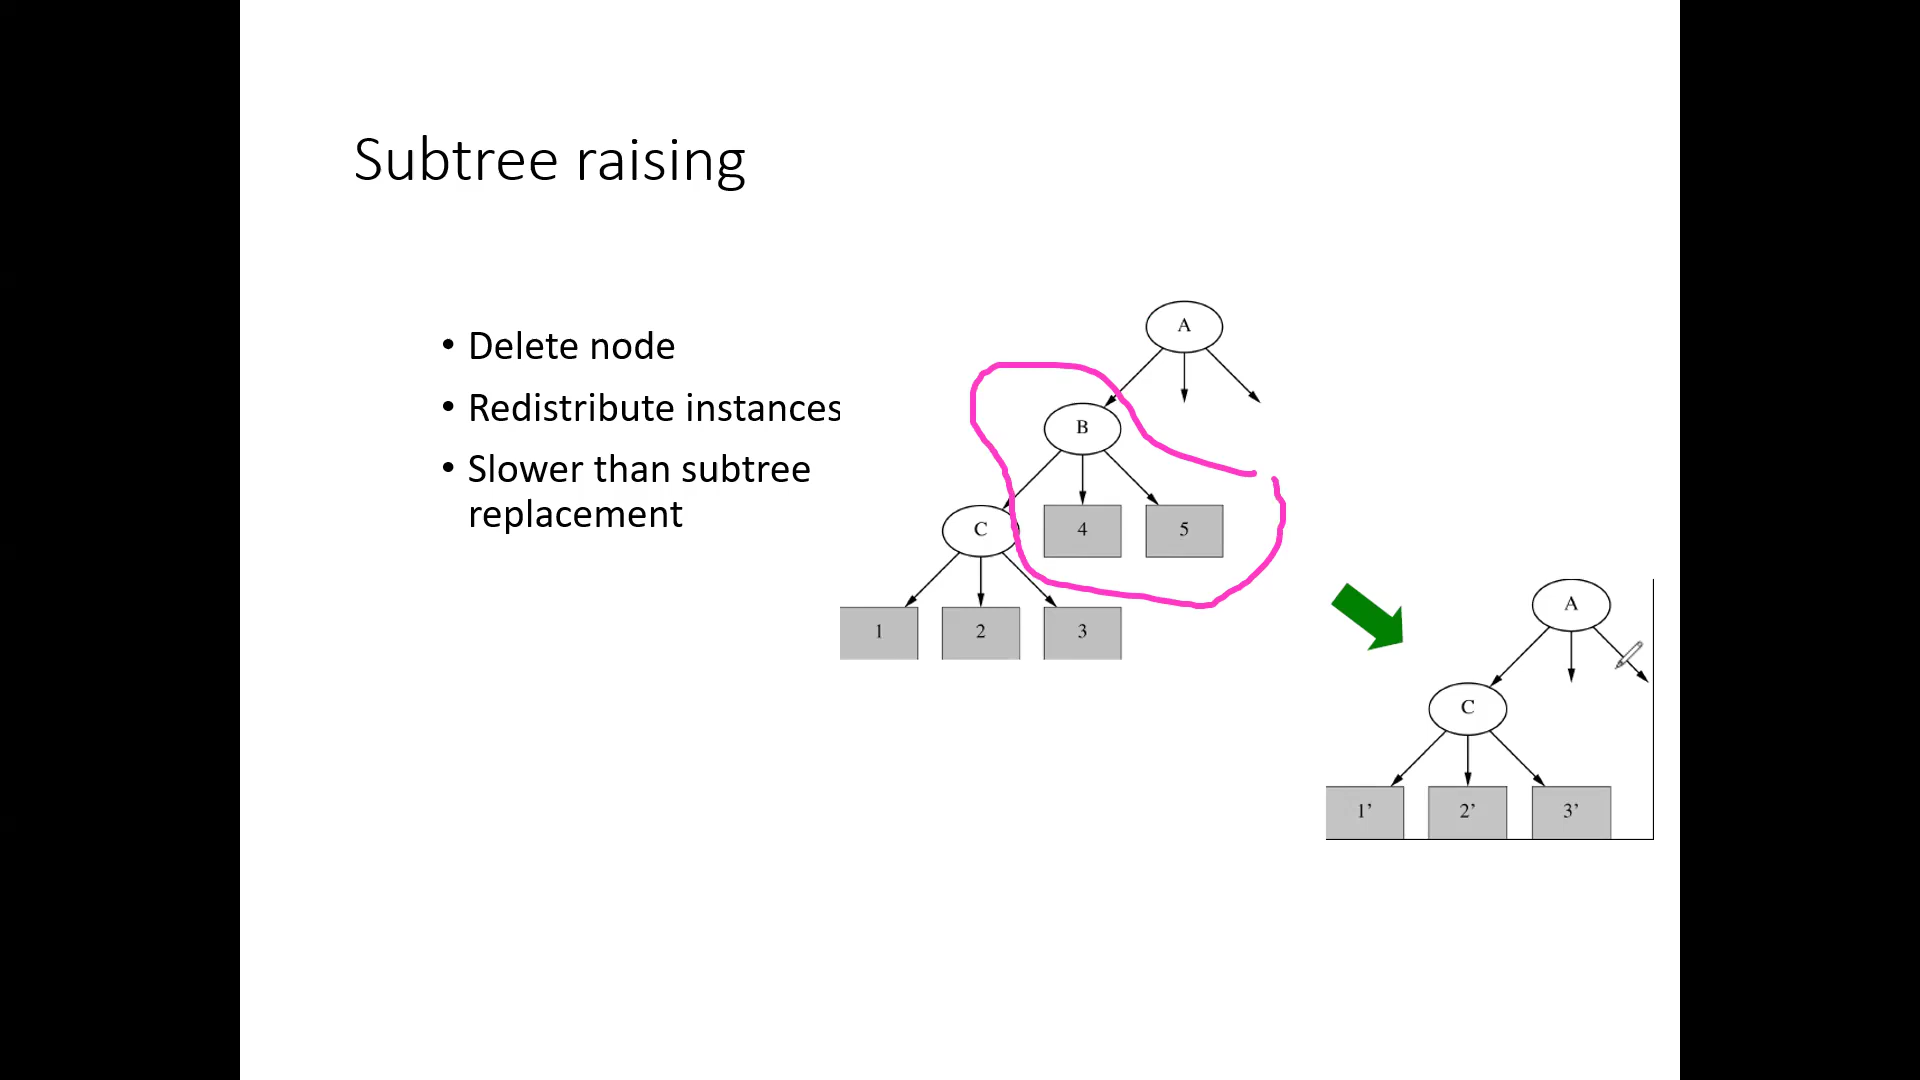 Subtree raising
• Delete node
• Redistribute instances
• Slower than subtree
replacement
A
B
C
4
5
1
2
3
A
C
1’
2’
3’